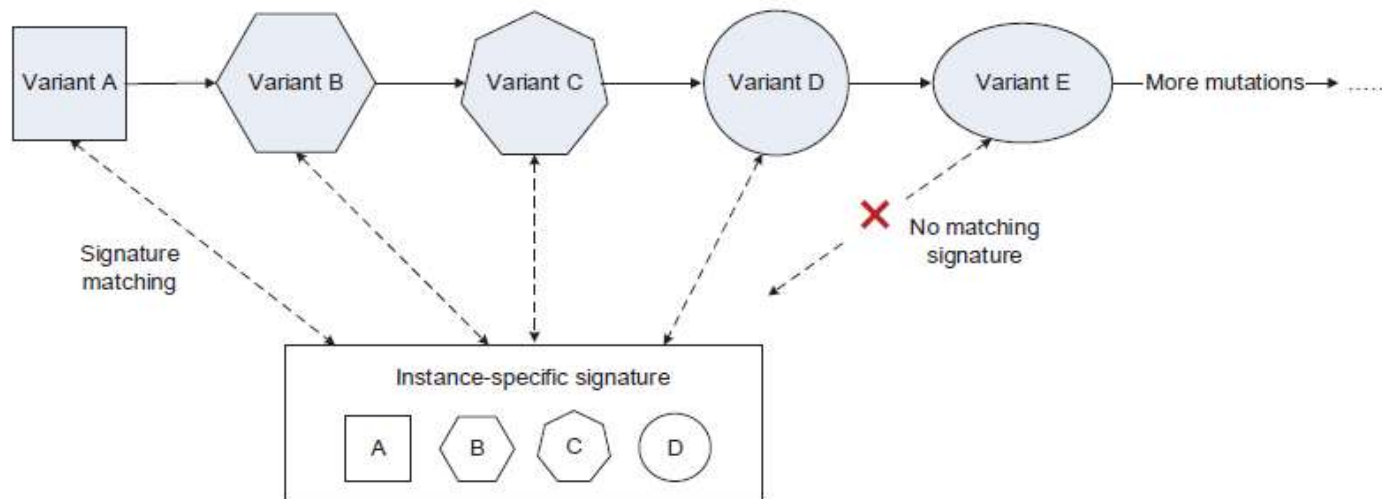 Variant A
Variant B
Variant C
Variant D
Variant E
More mutations
.....
Signature
matching
No matching
signature
Instance-specific signature
A
B
C
D